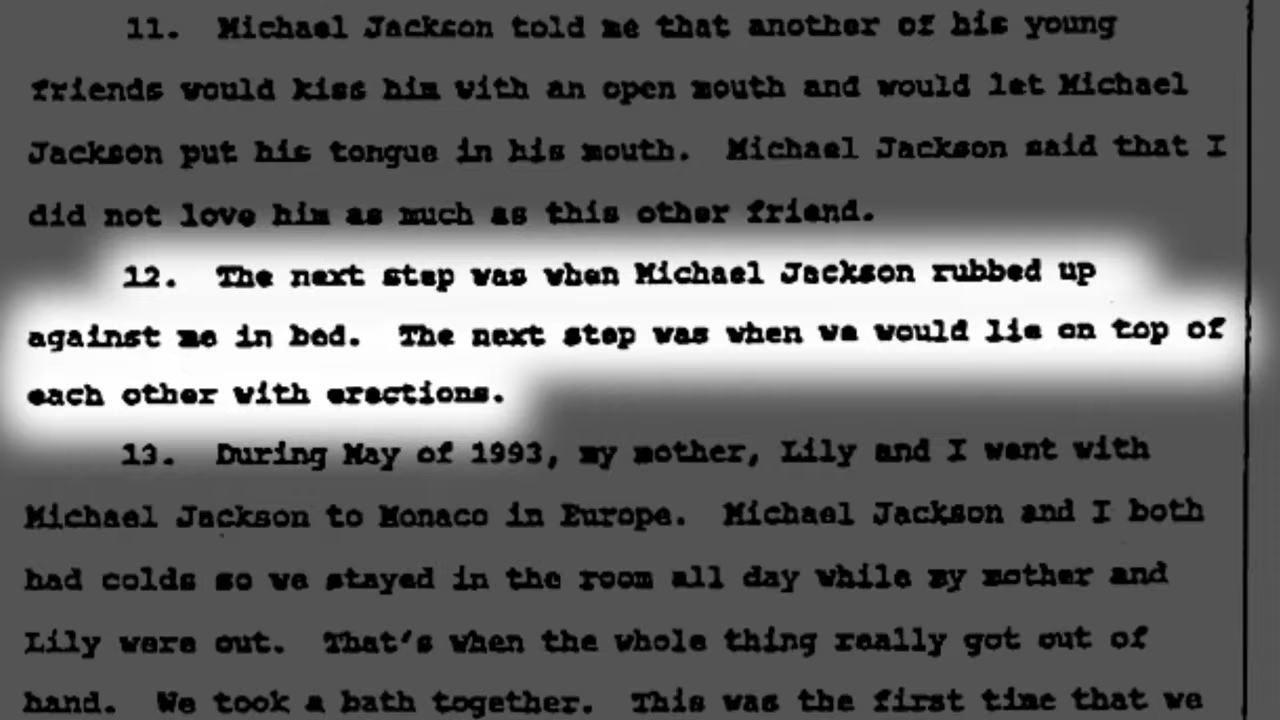 11. Michael Jackson told me that another of his young
friends would kiss him with an open mouth and would let Michael
Jackson put his tongue in his mouth. Michael Jackson said that I
did not love him as much as this other friend.
12. The next step was when Michael Jackson rubbed up
against me in bed. The next step was when we would lie on top of
each other with erections.
13. During May of 1993, my mother, Lily and I went with
Michael Jackson to Monaco in Europe. Michael Jackson and I both
had colds so we stayed in the room all day while my mother and
Lily were out. That's when the whole thing really got out of
hand. We took a bath together. This was the first time that we